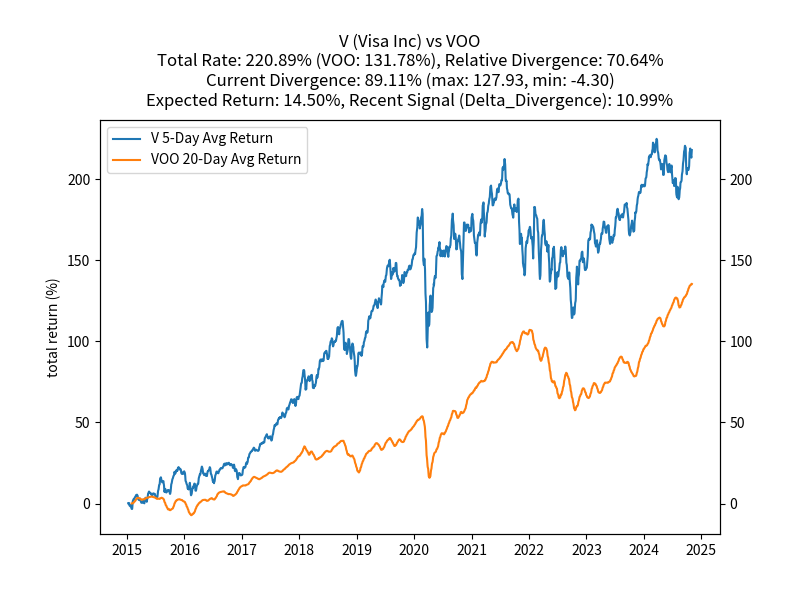 V (Visa Inc) vs VOO
Total Rate: 220.89% (VOO: 131.78%), Relative Divergence: 70.64%
Current Divergence: 89.11% (max: 127.93, min: -4.30)
Expected Return: 14.50%, Recent Signal (Delta_Divergence): 10.99%
V 5-Day Avg Return
VOO 20-Day Avg Return
total return (%)
200 200
150 150
100 100
50 50
0 0
2015 2016 2017 2018 2019 2020 2021 2022 2023 2024 2025